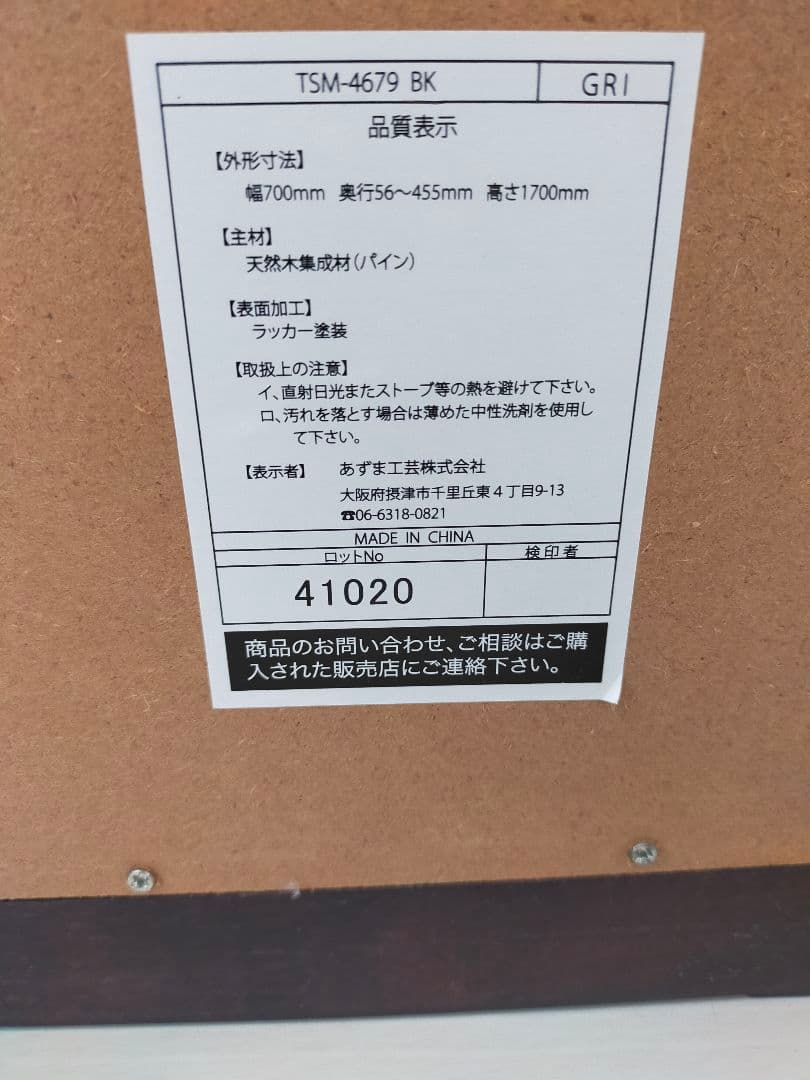 TSM-4679 BK GRI
品質表示
【外形寸法】
幅700mm 奥行56～455mm 高さ1700mm
【主材】
天然木集成材（パイン）
【表面加工】
ラッカー塗装
【取扱上の注意】
イ、直射日光またストーブ等の熱を避けて下さい。
ロ、汚れを落とす場合は薄めた中性洗剤を使用し
て下さい。
【表示者】 あずま工芸株式会社
大阪府摂津市千里丘東4丁目9-13
☎06-6318-0821
MADE IN CHINA
ロットNo 検印者
41020
商品のお問い合わせ、ご相談はご購
入された販売店にご連絡下さい。